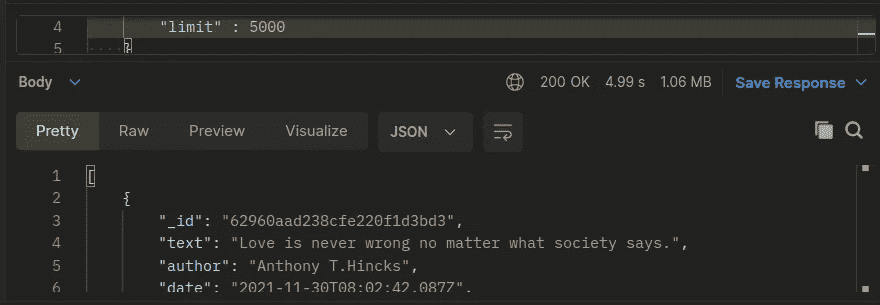 4 "limit" : 5000
5 }
Body 200 OK 4.99 s 1.06 MB Save Response
Pretty Raw Preview Visualize JSON
1 [
2 {
3 "_id": "62960aad238cfe220f1d3bd3",
4 "text": "Love is never wrong no matter what society says.",
5 "author": "Anthony T.Hincks",
6 "date": "2021-11-30T08:02:42.087Z",